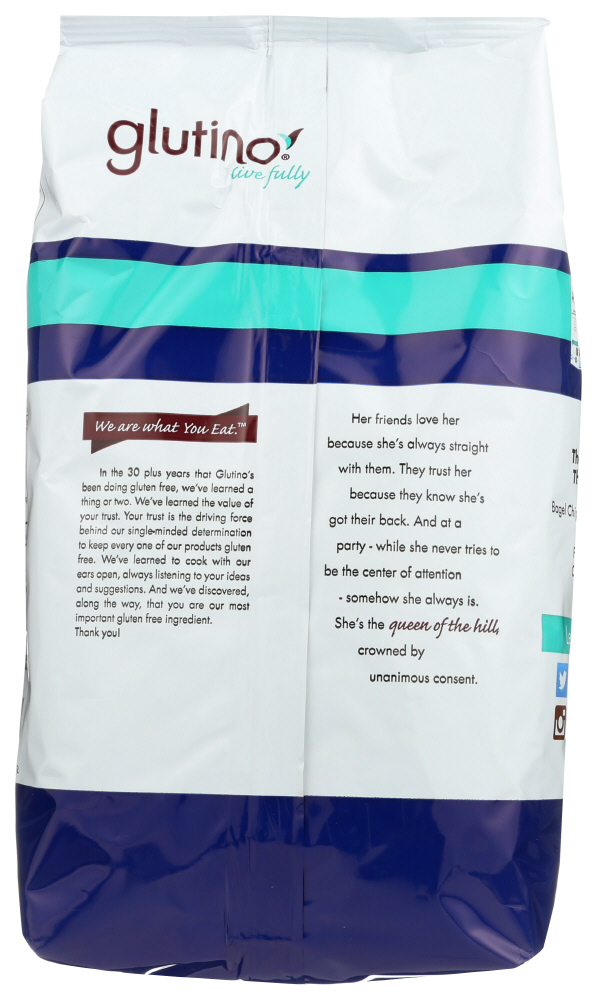 glutino®
live fully
We are what You Eat.™
In the 30 plus years that Glutino's
been doing gluten free, we've learned a
thing or two. We've learned the value of
your trust. Your trust is the driving force
behind our single-minded determination
to keep every one of our products gluten
free. We've learned to cook with our
ears open, always listening to your ideas
and suggestions. And we've discovered,
along the way, that you are our most
important gluten free ingredient.
Thank you!
Her friends love her
because she's always straight
with them. They trust her
because they know she's
got their back. And at a
party - while she never tries to
be the center of attention
- somehow she always is.
She's the queen of the hill,
crowned by
unanimous consent.
Bagel